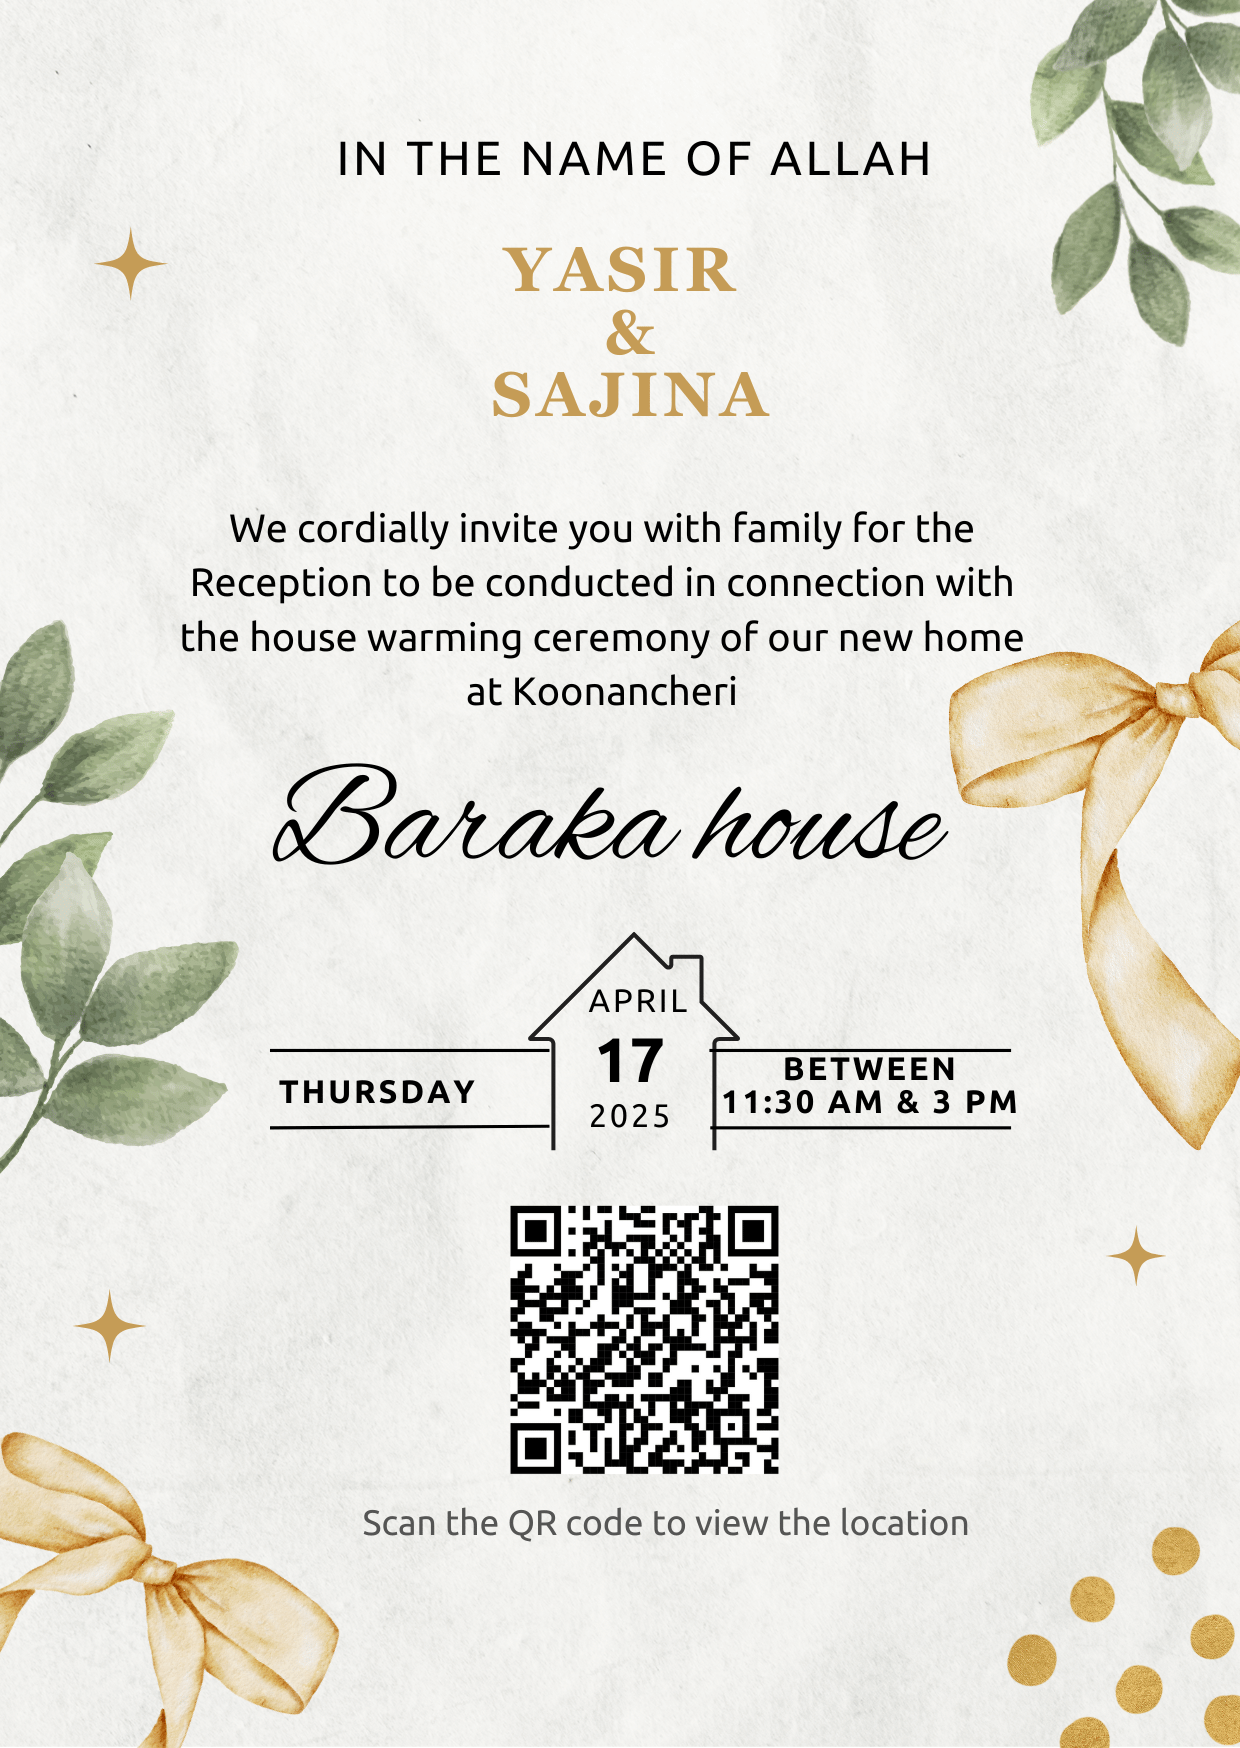 IN THE NAME OF ALLAH
YASIR
&
SAJINA
We cordially invite you with family for the
Reception to be conducted in connection with
the house warming ceremony of our new home
at Koonancheri
Baraka house
THURSDAY
APRIL
17
2025
BETWEEN
11:30 AM & 3 PM
Scan the QR code to view the location